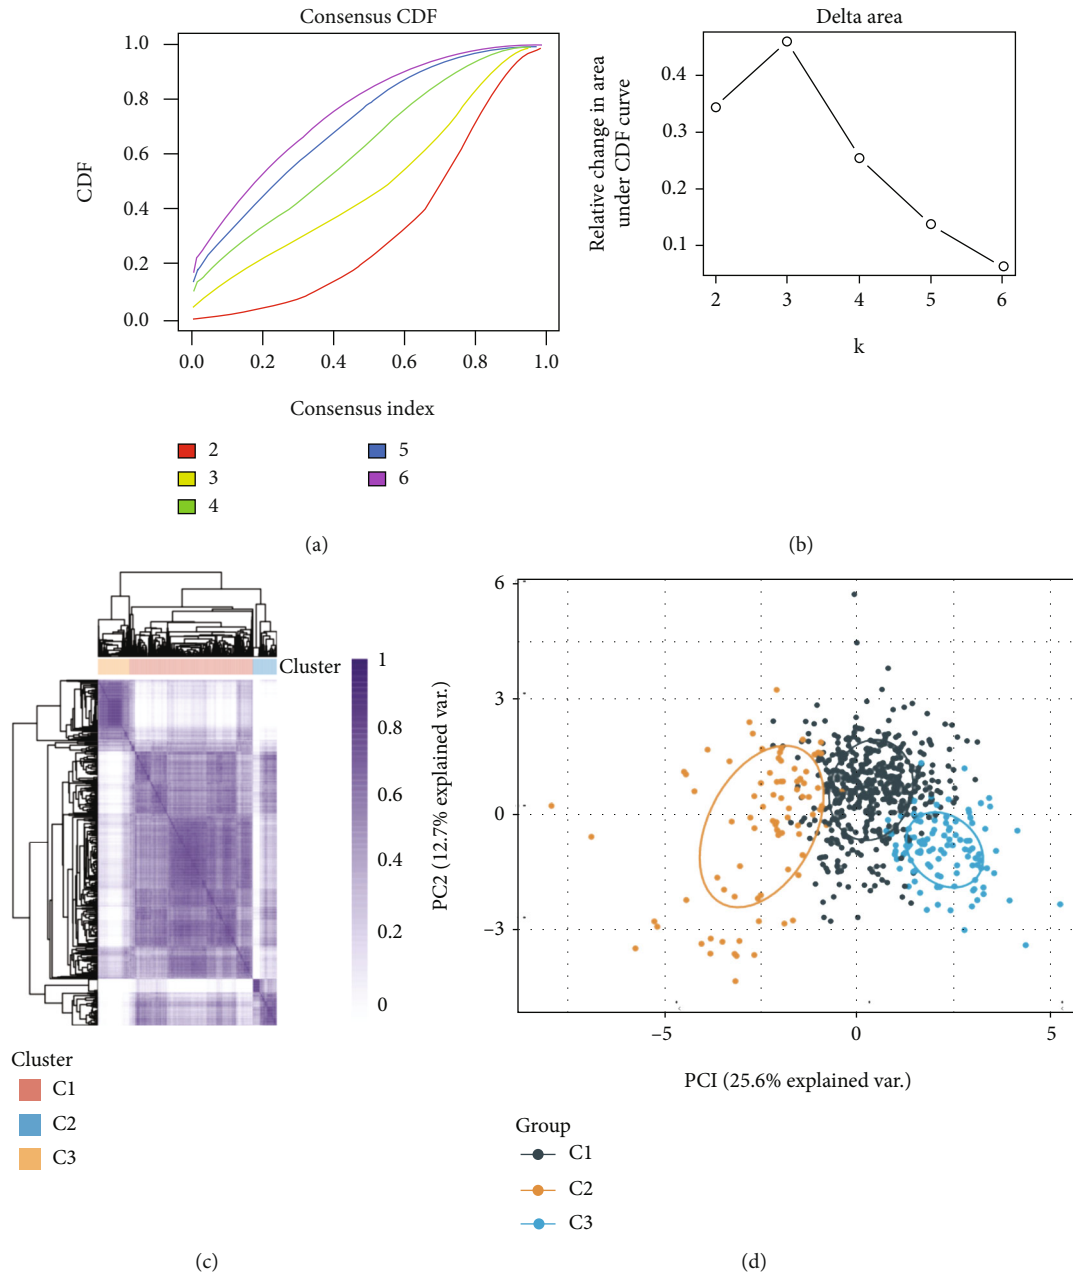 Consensus CDF
1.0
0.8
0.6
0.4
0.2
0.0
CDF
0.0 0.2 0.4 0.6 0.8 1.0
Consensus index
2
3
4
5
6
(a)
Delta area
0.4
0.3
0.2
0.1
Relative change in area
under CDF curve
2 3 4 5 6
k
(b)
Cluster
1
0.8
0.6
0.4
0.2
0
Cluster
C1
C2
C3
(c)
6
3
0
−3
PC2 (12.7% explained var.)
−5 0 5
PCI (25.6% explained var.)
Group
C1
C2
C3
(d)